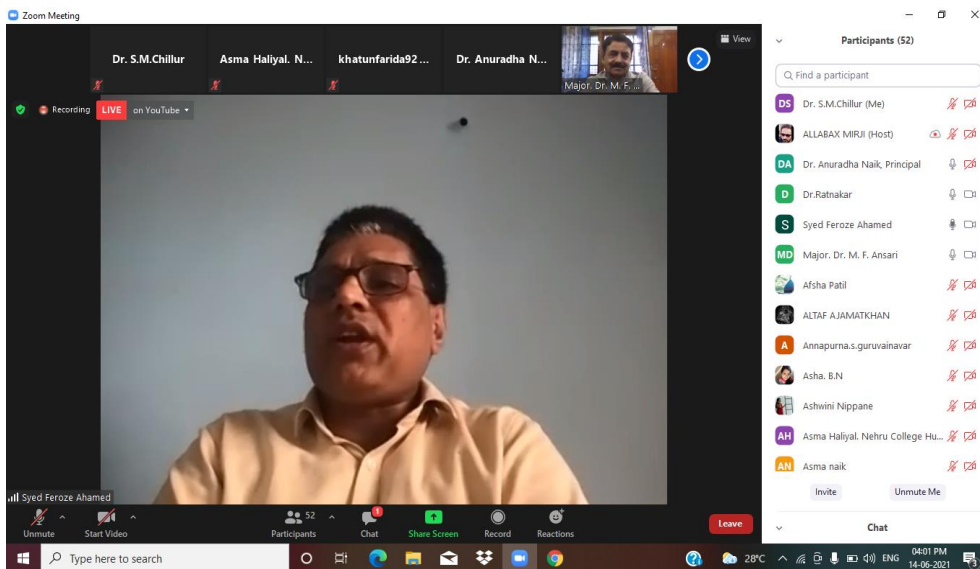 Zoom Meeting
Dr. S.M.Chillur
Asma Haliyal. N...
khatunfarida92 ...
Dr. Anuradha N...
Major. Dr. M. F. ...
View
Recording
LIVE on YouTube
Syed Feroze Ahamed
Participants (52)
Find a participant
DS Dr. S.M.Chillur (Me)
ALLABAX MIRJI (Host)
DA Dr. Anuradha Naik, Principal
D Dr.Ratnakar
S Syed Feroze Ahamed
MD Major. Dr. M. F. Ansari
Afsha Patil
ALTAF AJAMATKHAN
A Annapurna.s.guruvainavar
Asha. B.N
Ashwini Nippane
AH Asma Haliyal. Nehru College Hu...
AN Asma naik
Invite
Unmute Me
Chat
Unmute
Start Video
52
Participants
1
Chat
Share Screen
Record
Reactions
Leave
Type here to search
28°C
ENG
04:01 PM
14-06-2021